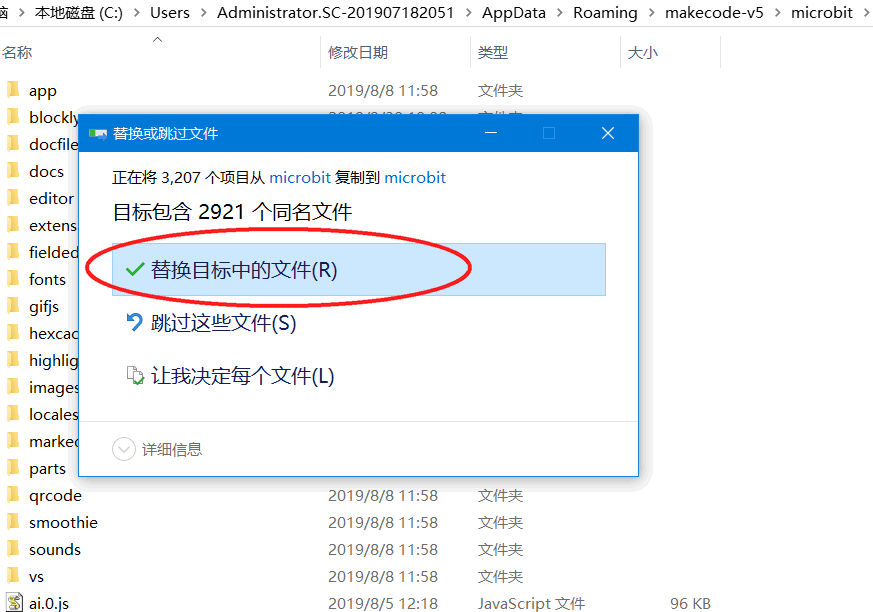 本地磁盘 (C:) > Users > Administrator.SC-201907182051 > AppData > Roaming > makecode-v5 > microbit >
名称 修改日期 类型 大小
app 2019/8/8 11:58 文件夹
blockly
替换或跳过文件
docfile
docs
正在将 3,207 个项目从 microbit 复制到 microbit
editor
目标包含 2921 个同名文件
extens
fielded
替换目标中的文件(R)
fonts
gifjs
跳过这些文件(S)
hexcac
highlig
让我决定每个文件(L)
images
locales
marked
详细信息
parts
qrcode 2019/8/8 11:58 文件夹
smoothie 2019/8/8 11:58 文件夹
sounds 2019/8/8 11:58 文件夹
vs 2019/8/8 11:58 文件夹
ai.0.js 2019/8/5 12:18 JavaScript 文件 96 KB